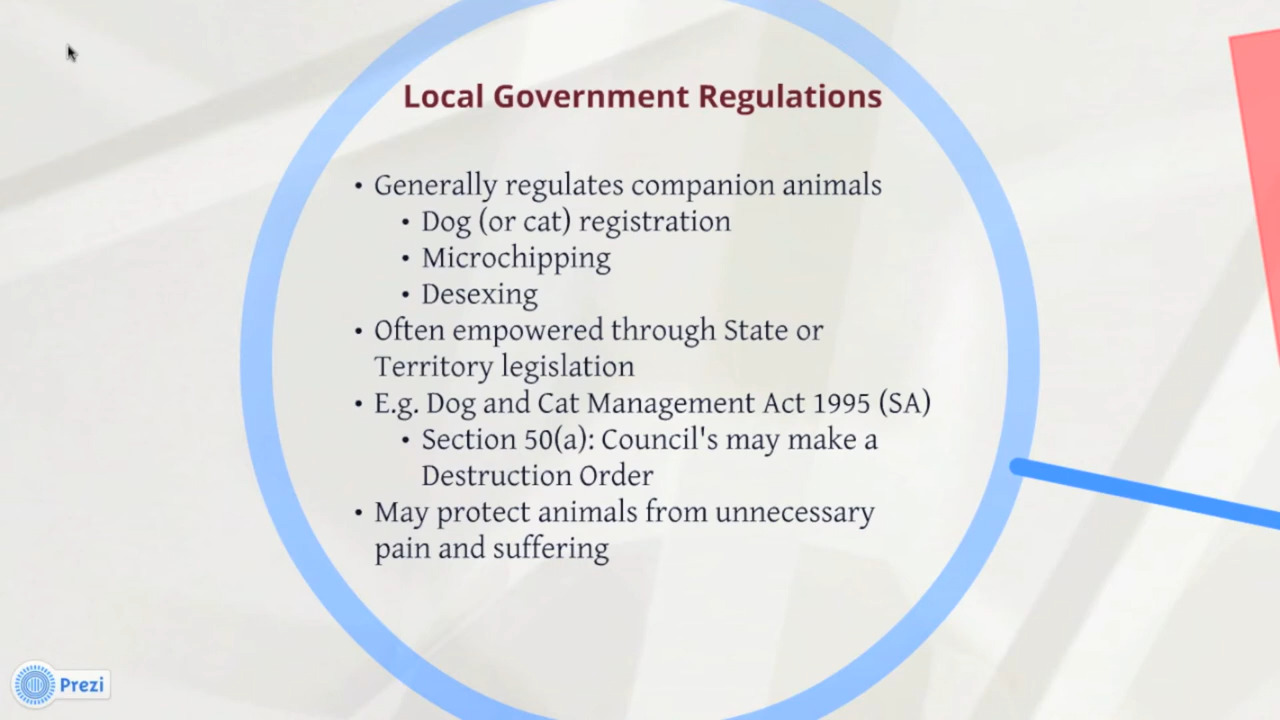 Local Government Regulations
• Generally regulates companion animals
• Dog (or cat) registration
• Microchipping
• Desexing
• Often empowered through State or
Territory legislation
• E.g. Dog and Cat Management Act 1995 (SA)
• Section 50(a): Council's may make a
Destruction Order
• May protect animals from unnecessary
pain and suffering
Prezi